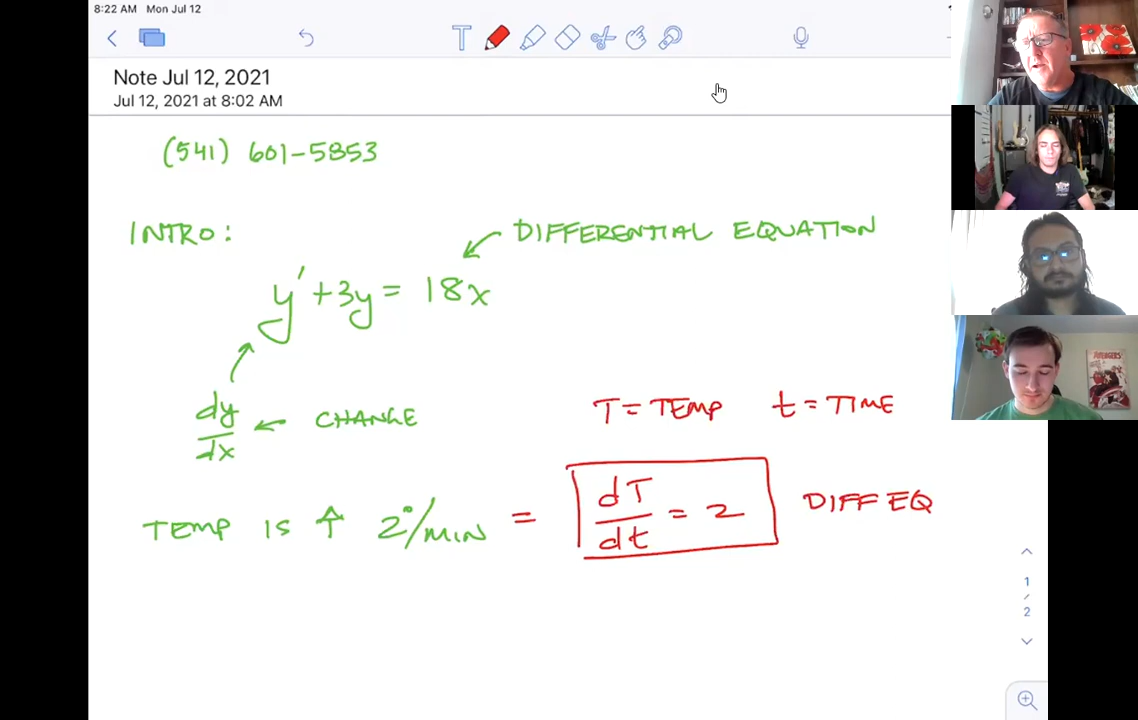 8:22 AM Mon Jul 12
Note Jul 12, 2021
Jul 12, 2021 at 8:02 AM
(541) 601-5853
INTRO:
DIFFERENTIAL EQUATION
y' + 3y = 18x
dy/dx ← CHANGE
T = TEMP t = TIME
TEMP IS ↑ 2°/MIN = dT/dt = 2 DIFF EQ
1
/
2